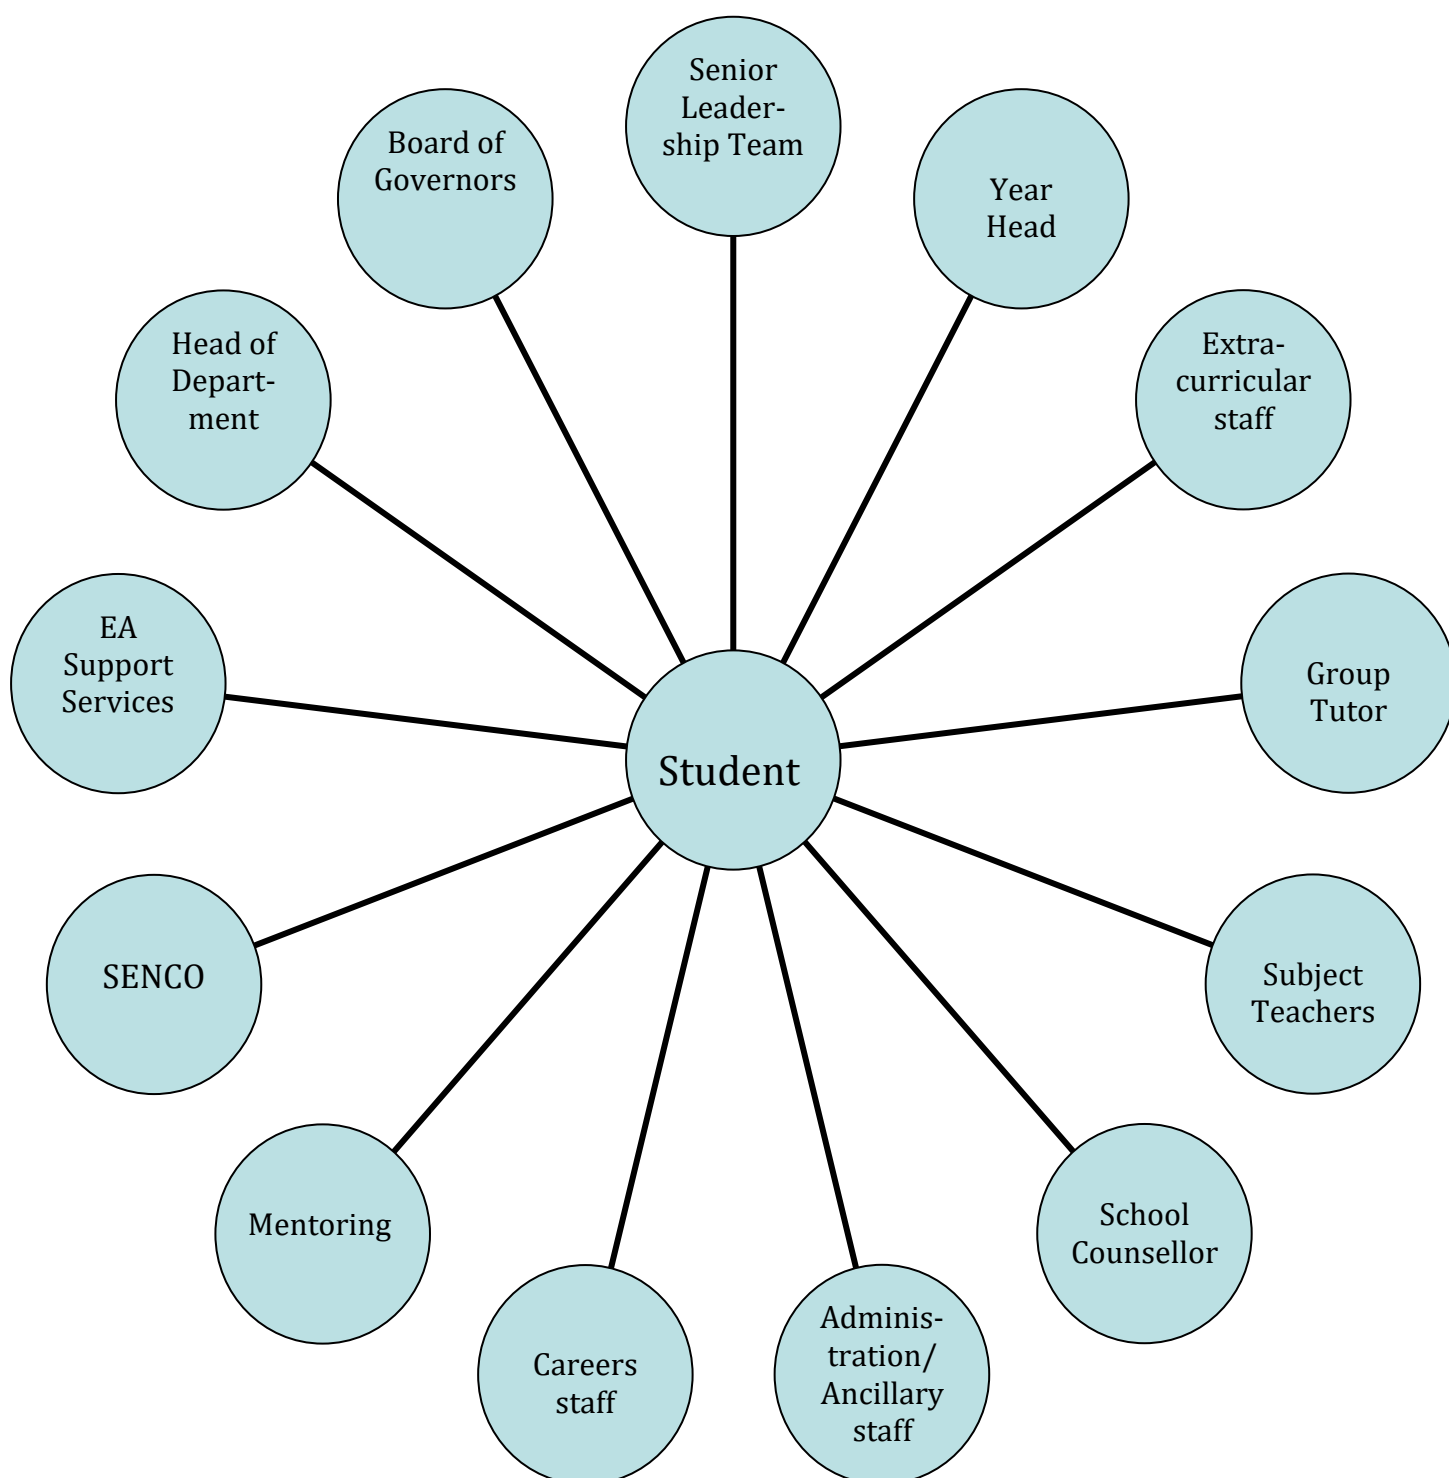 Senior
Leader-
ship Team
Year
Head
Extra-
curricular
staff
Group
Tutor
Subject
Teachers
School
Counsellor
Adminis-
tration/
Ancillary
staff
Careers
staff
Mentoring
SENCO
EA
Support
Services
Head of
Depart-
ment
Board of
Governors
Student